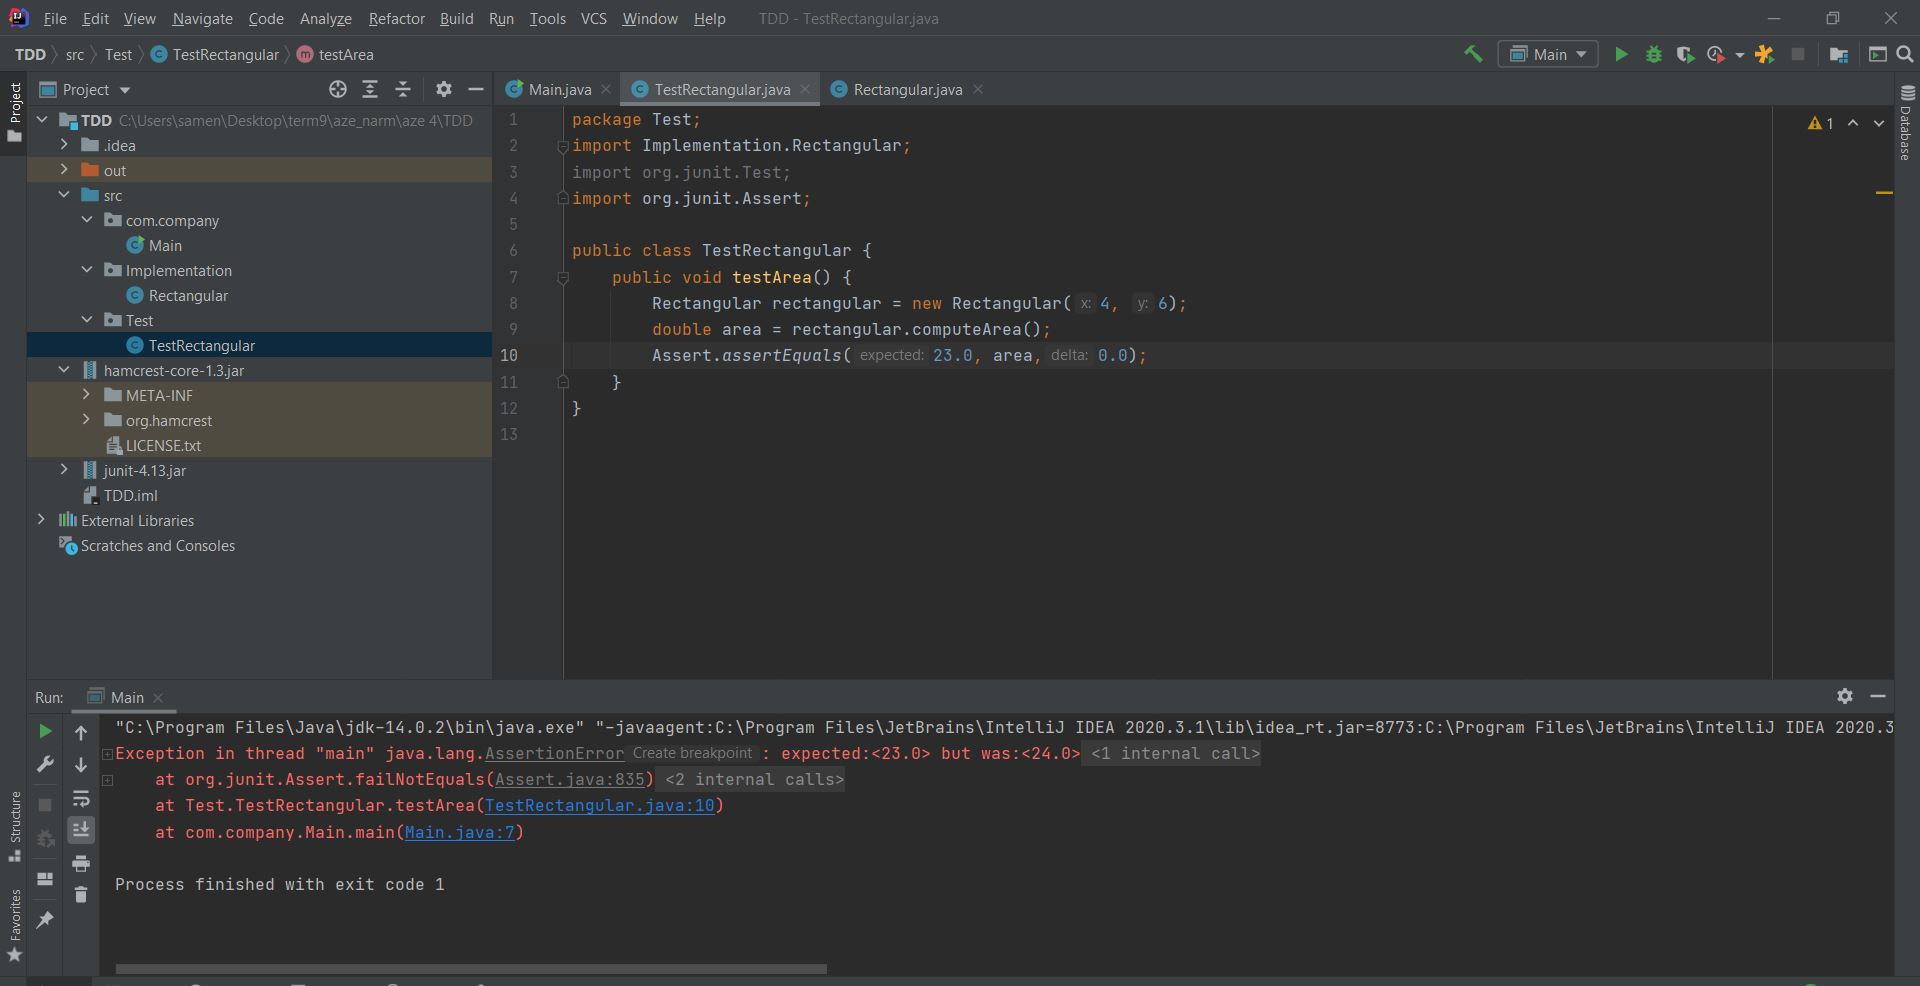 File Edit View Navigate Code Analyze Refactor Build Run Tools VCS Window Help TDD - TestRectangular.java
TDD src Test TestRectangular testArea Main
Project
Project
TDD C:\Users\samen\Desktop\term9\aze_narm\aze 4\TDD
.idea
out
src
com.company
Main
Implementation
Rectangular
Test
TestRectangular
hamcrest-core-1.3.jar
META-INF
org.hamcrest
LICENSE.txt
junit-4.13.jar
TDD.iml
External Libraries
Scratches and Consoles
Main.java TestRectangular.java Rectangular.java
1 package Test;
2 import Implementation.Rectangular;
3 import org.junit.Test;
4 import org.junit.Assert;
5
6 public class TestRectangular {
7 public void testArea() {
8 Rectangular rectangular = new Rectangular( x: 4, y: 6);
9 double area = rectangular.computeArea();
10 Assert.assertEquals( expected: 23.0, area, delta: 0.0);
11 }
12 }
13
1
Database
Run: Main
"C:\Program Files\Java\jdk-14.0.2\bin\java.exe" "-javaagent:C:\Program Files\JetBrains\IntelliJ IDEA 2020.3.1\lib\idea_rt.jar=8773:C:\Program Files\JetBrains\IntelliJ IDEA 2020.3
Exception in thread "main" java.lang.AssertionError Create breakpoint : expected:<23.0> but was:<24.0> <1 internal call>
at org.junit.Assert.failNotEquals(Assert.java:835) <2 internal calls>
at Test.TestRectangular.testArea(TestRectangular.java:10)
at com.company.Main.main(Main.java:7)
Process finished with exit code 1
Structure
Favorites